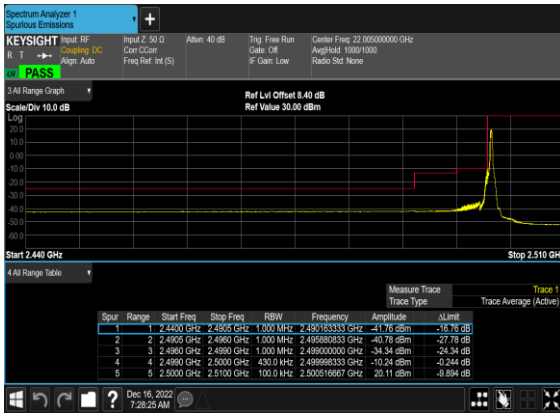 Spectrum Analyzer 1
Spurious Emissions
+
KEYSIGHT Input: RF Input Z: 50 Ω Atten: 40 dB Trig: Free Run Center Freq: 22.005000000 GHz
R T Coupling: DC Corr CCorr Gate: Off Avg|Hold: 1000/1000
Align: Auto Freq Ref: Int (S) IF Gain: Low Radio Std: None
PASS
3 All Range Graph
Ref Lvl Offset 8.40 dB
Scale/Div 10.0 dB Ref Value 30.00 dBm
Log
20.0
10.0
0.00
-10.0
-20.0
-30.0
-40.0
-50.0
-60.0
Start 2.440 GHz Stop 2.510 GHz
4 All Range Table
Measure Trace Trace 1
Trace Type Trace Average (Active)
Spur Range Start Freq Stop Freq RBW Frequency Amplitude ΔLimit
1 1 2.4400 GHz 2.4905 GHz 1.000 MHz 2.490163333 GHz -41.76 dBm -16.76 dB
2 2 2.4905 GHz 2.4960 GHz 1.000 MHz 2.495880833 GHz -40.78 dBm -27.78 dB
3 3 2.4960 GHz 2.4990 GHz 1.000 MHz 2.499000000 GHz -34.34 dBm -24.34 dB
4 4 2.4990 GHz 2.5000 GHz 430.0 kHz 2.499998333 GHz -10.24 dBm -0.244 dB
5 5 2.5000 GHz 2.5100 GHz 100.0 kHz 2.500516667 GHz 20.11 dBm -9.894 dB
?
Dec 16, 2022
7:28:25 AM